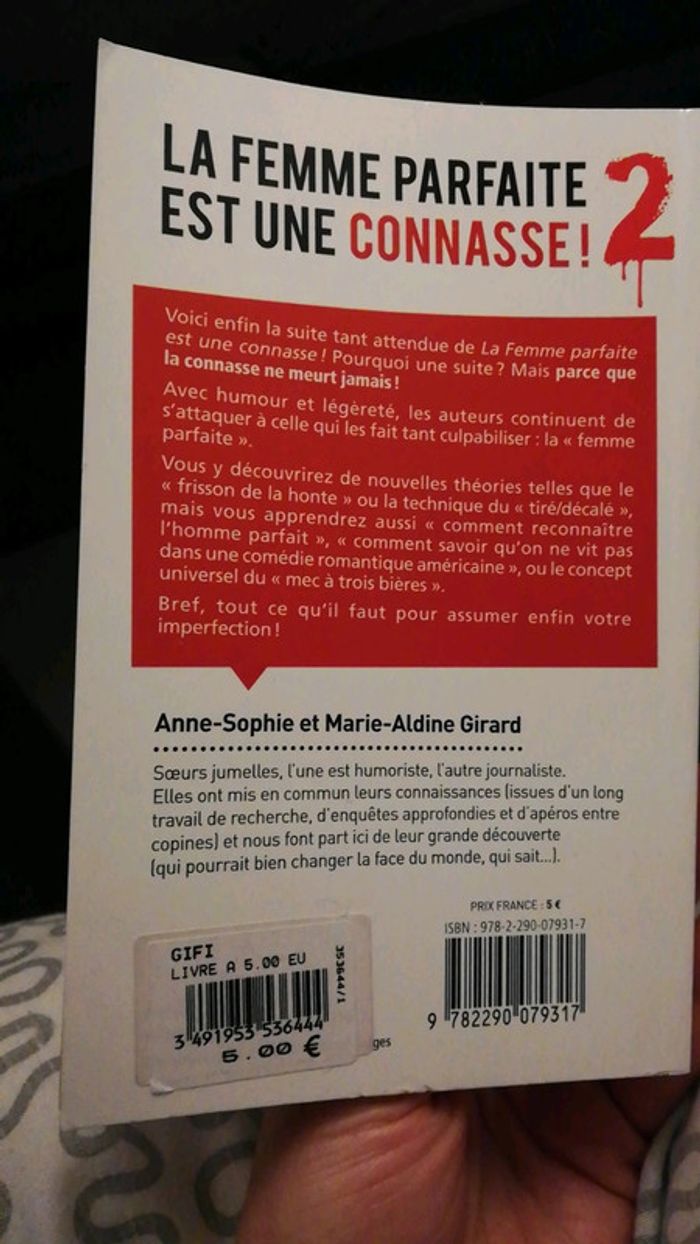 LA FEMME PARFAITE
EST UNE CONNASSE ! 2
Voici enfin la suite tant attendue de La Femme parfaite
est une connasse ! Pourquoi une suite ? Mais parce que
la connasse ne meurt jamais !
Avec humour et légèreté, les auteurs continuent de
s'attaquer à celle qui les fait tant culpabiliser : la « femme
parfaite ».
Vous y découvrirez de nouvelles théories telles que le
« frisson de la honte » ou la technique du « tiré/décalé »,
mais vous apprendrez aussi « comment reconnaître
l'homme parfait », « comment savoir qu'on ne vit pas
dans une comédie romantique américaine », ou le concept
universel du « mec à trois bières ».
Bref, tout ce qu'il faut pour assumer enfin votre
imperfection !
Anne-Sophie et Marie-Aldine Girard
Sœurs jumelles, l'une est humoriste, l'autre journaliste.
Elles ont mis en commun leurs connaissances (issues d'un long
travail de recherche, d'enquêtes approfondies et d'apéros entre
copines) et nous font part ici de leur grande découverte
(qui pourrait bien changer la face du monde, qui sait...).
PRIX FRANCE : 5 €
ISBN : 978-2-290-07931-7
9 782290 079317
GIFI
LIVRE A 5.00 EU
353644/1
3 491953 536444
5.00 €
ges